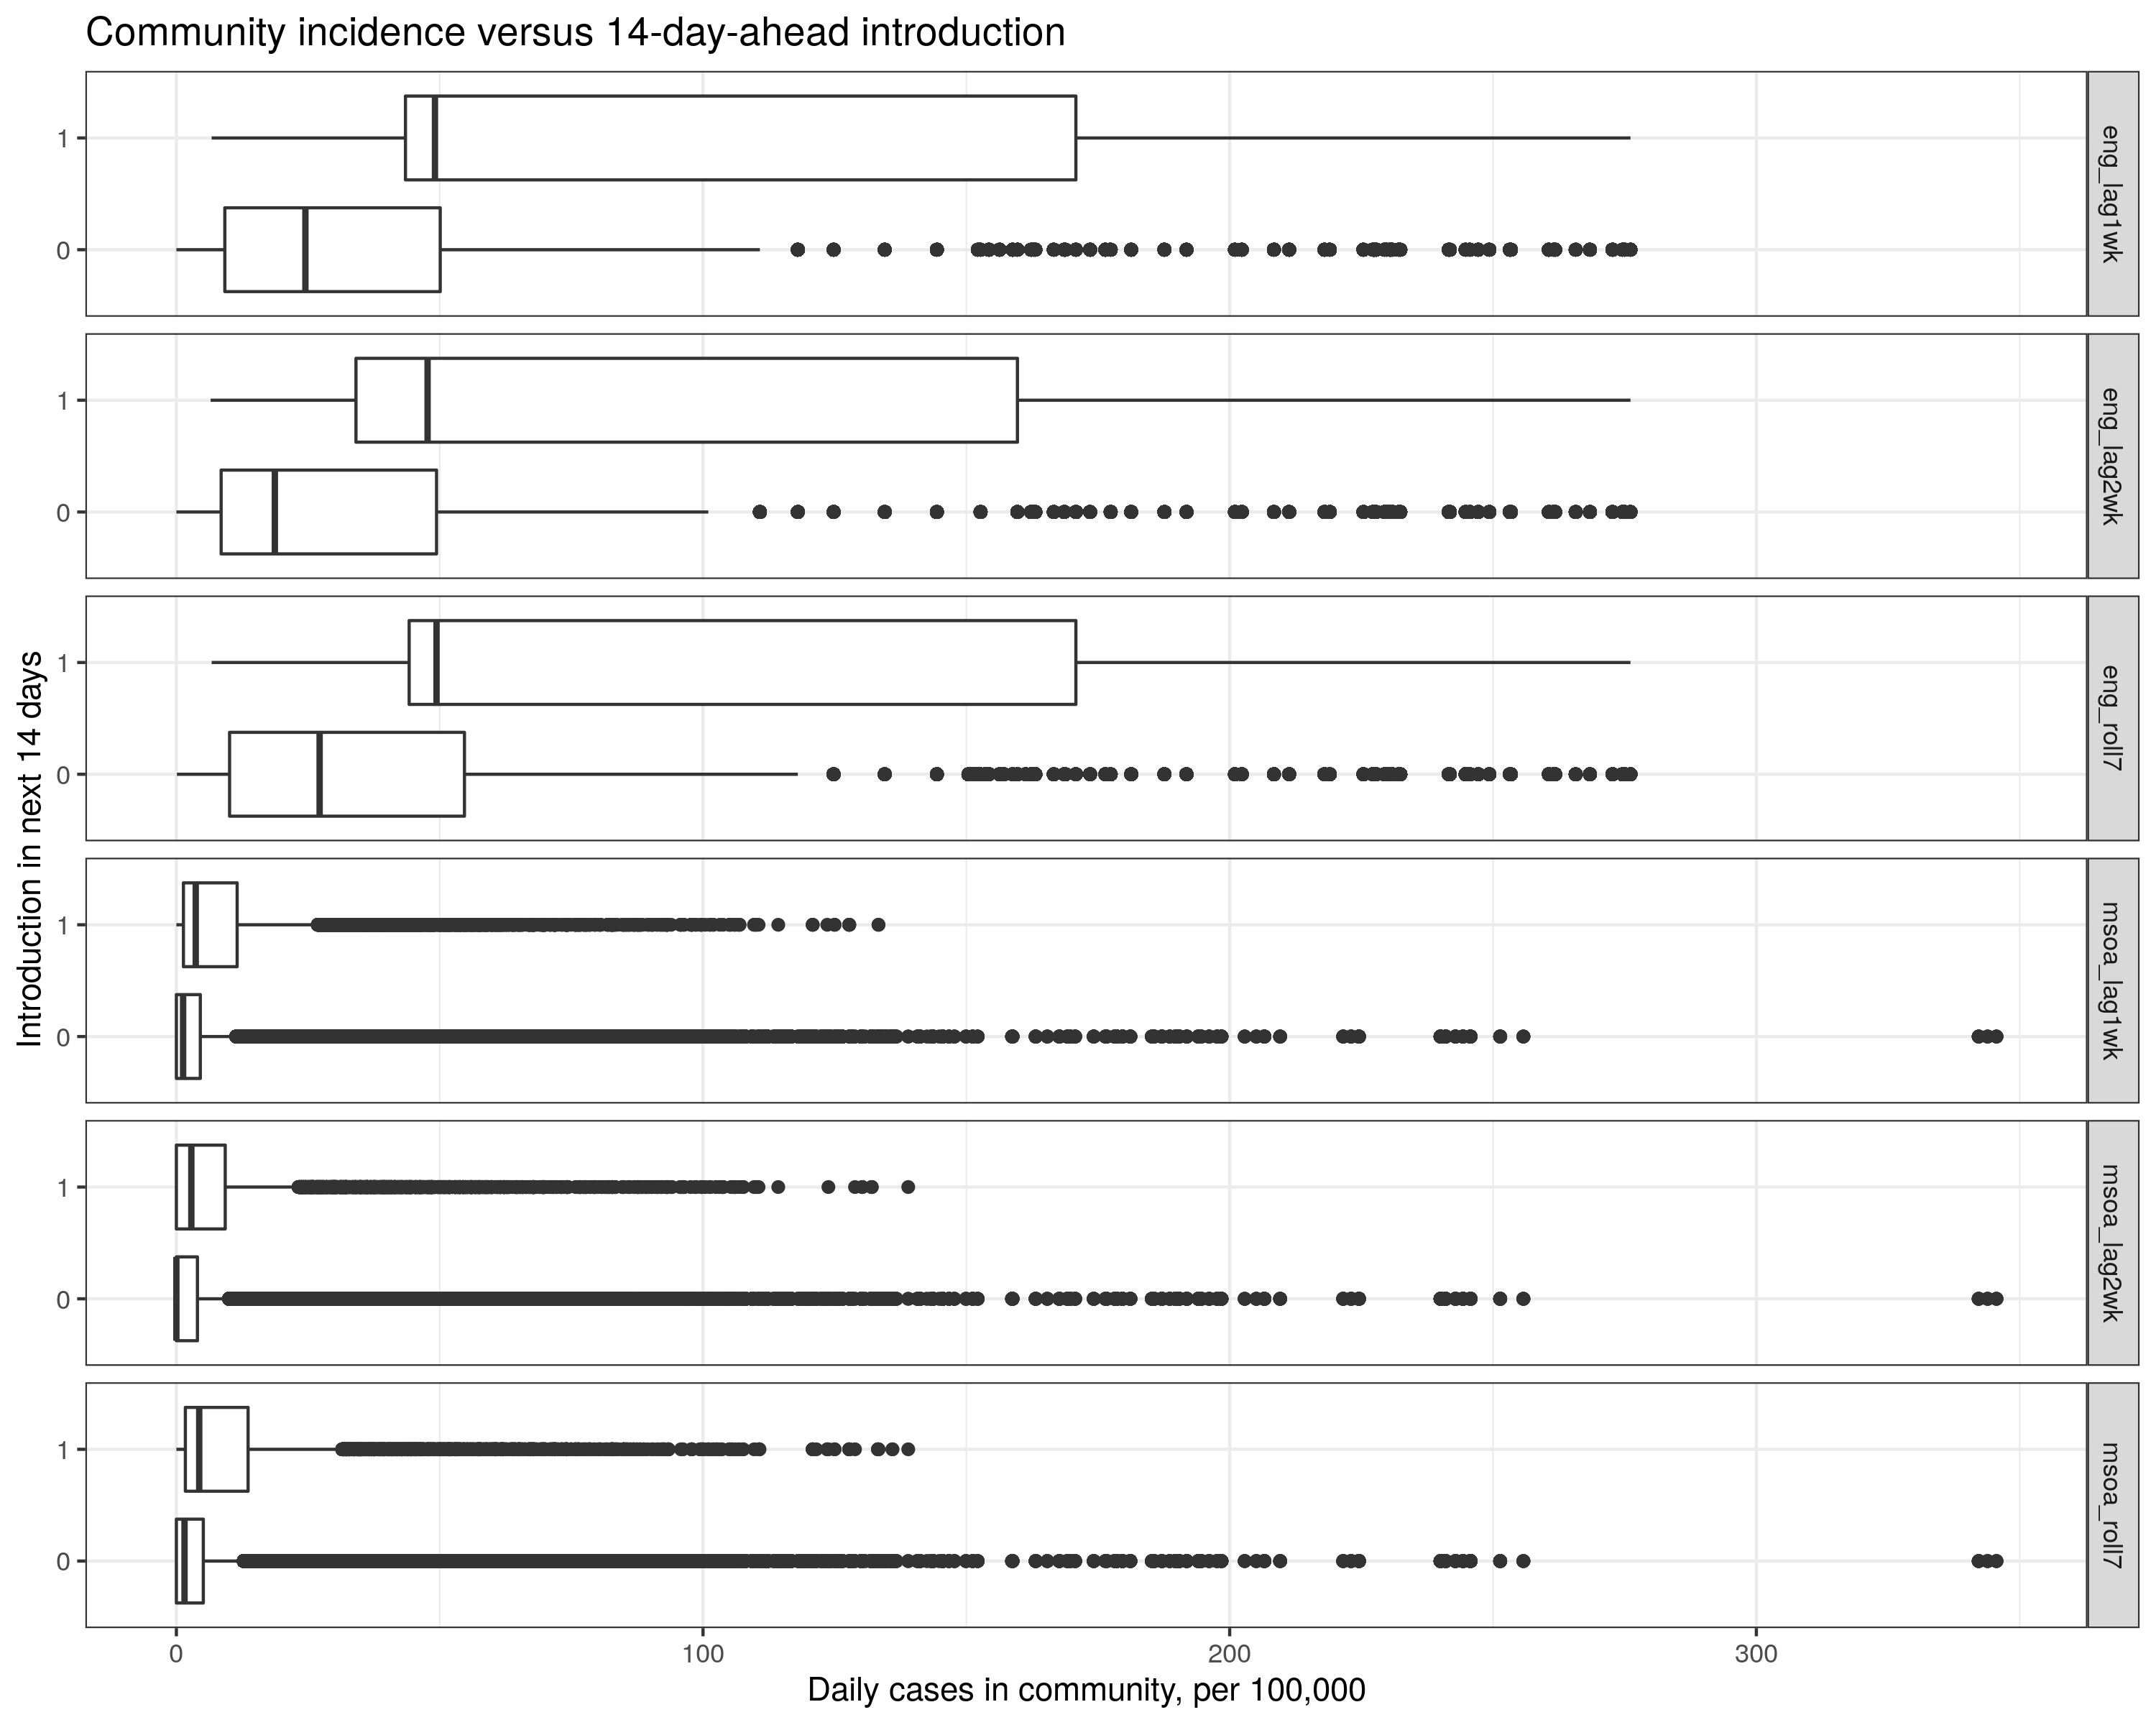 Community incidence versus 14-day-ahead introduction
Introduction in next 14 days
1
0
eng_lag1wk
1
0
eng_lag2wk
1
0
eng_roll7
1
0
msoa_lag1wk
1
0
msoa_lag2wk
1
0
msoa_roll7
0 100 200 300
Daily cases in community, per 100,000